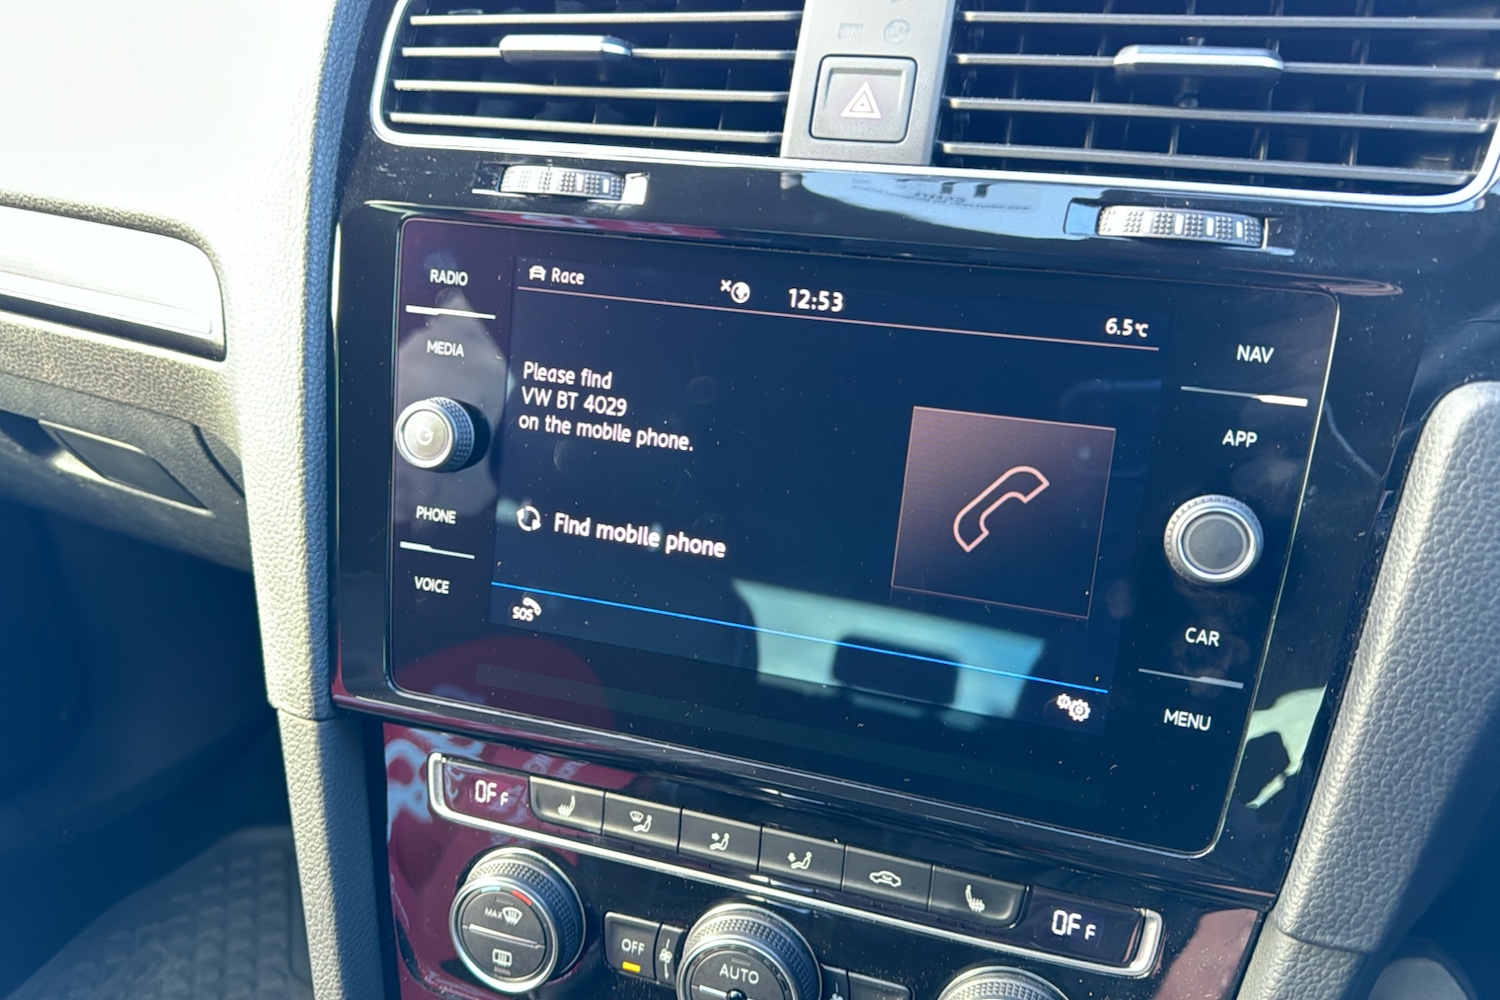 RADIO
MEDIA
PHONE
VOICE
Race
12:53
6.5°C
Please find
VW BT 4029
on the mobile phone.
Find mobile phone
SOS
NAV
APP
CAR
MENU
OFF
OFF
MAX
OFF
AUTO